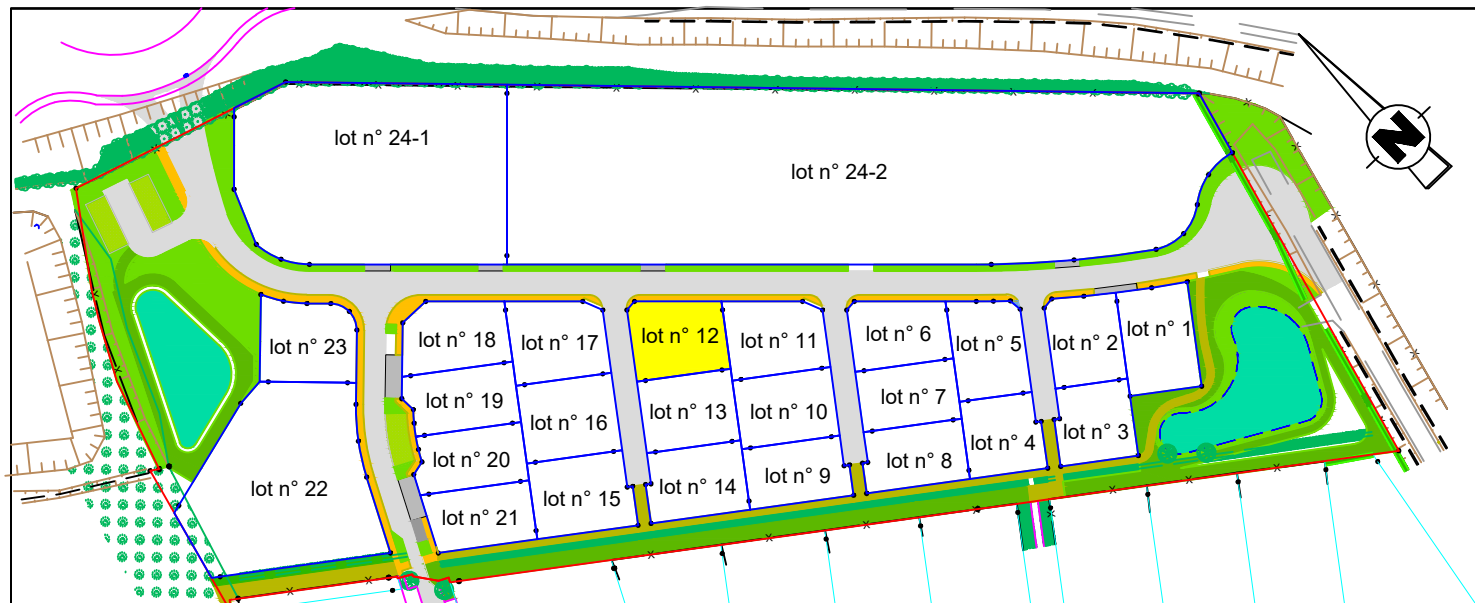 lot n° 24-1
lot n° 24-2
N
lot n° 1
lot n° 6
lot n° 12
lot n° 18
lot n° 11
lot n° 5
lot n° 2
lot n° 23
lot n° 17
lot n° 7
lot n° 19
lot n° 13
lot n° 10
lot n° 16
lot n° 3
lot n° 4
lot n° 20
lot n° 8
lot n° 9
lot n° 22
lot n° 14
lot n° 15
lot n° 21